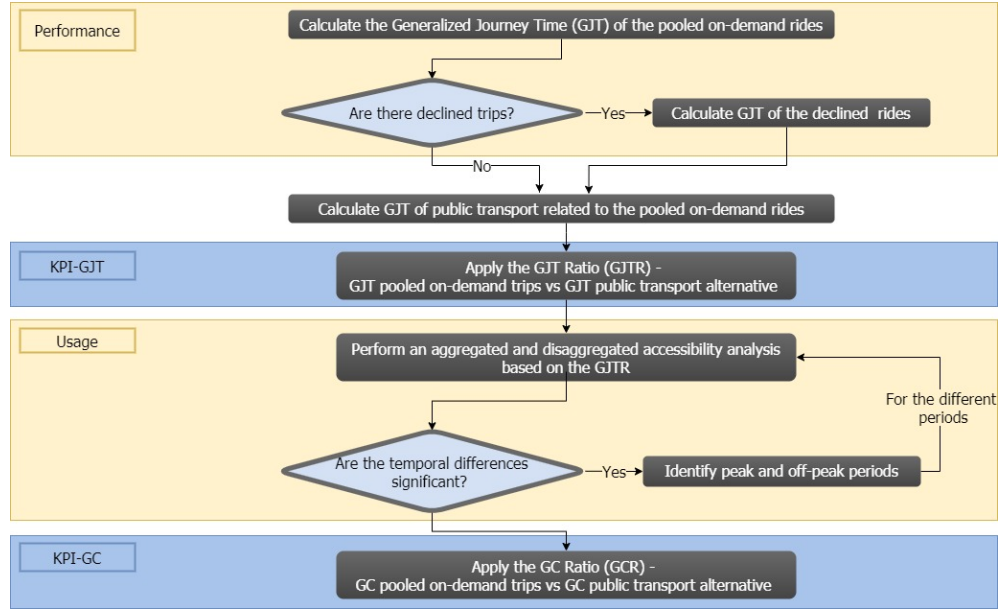 Performance
Calculate the Generalized Journey Time (GJT) of the pooled on-demand rides
Are there declined trips?
Yes
Calculate GJT of the declined rides
No
Calculate GJT of public transport related to the pooled on-demand rides
KPI-GJT
Apply the GJT Ratio (GJTR) -
GJT pooled on-demand trips vs GJT public transport alternative
Usage
Perform an aggregated and disaggregated accessibility analysis
based on the GJTR
For the different
periods
Are the temporal differences
significant?
Yes
Identify peak and off-peak periods
KPI-GC
Apply the GC Ratio (GCR) -
GC pooled on-demand trips vs GC public transport alternative